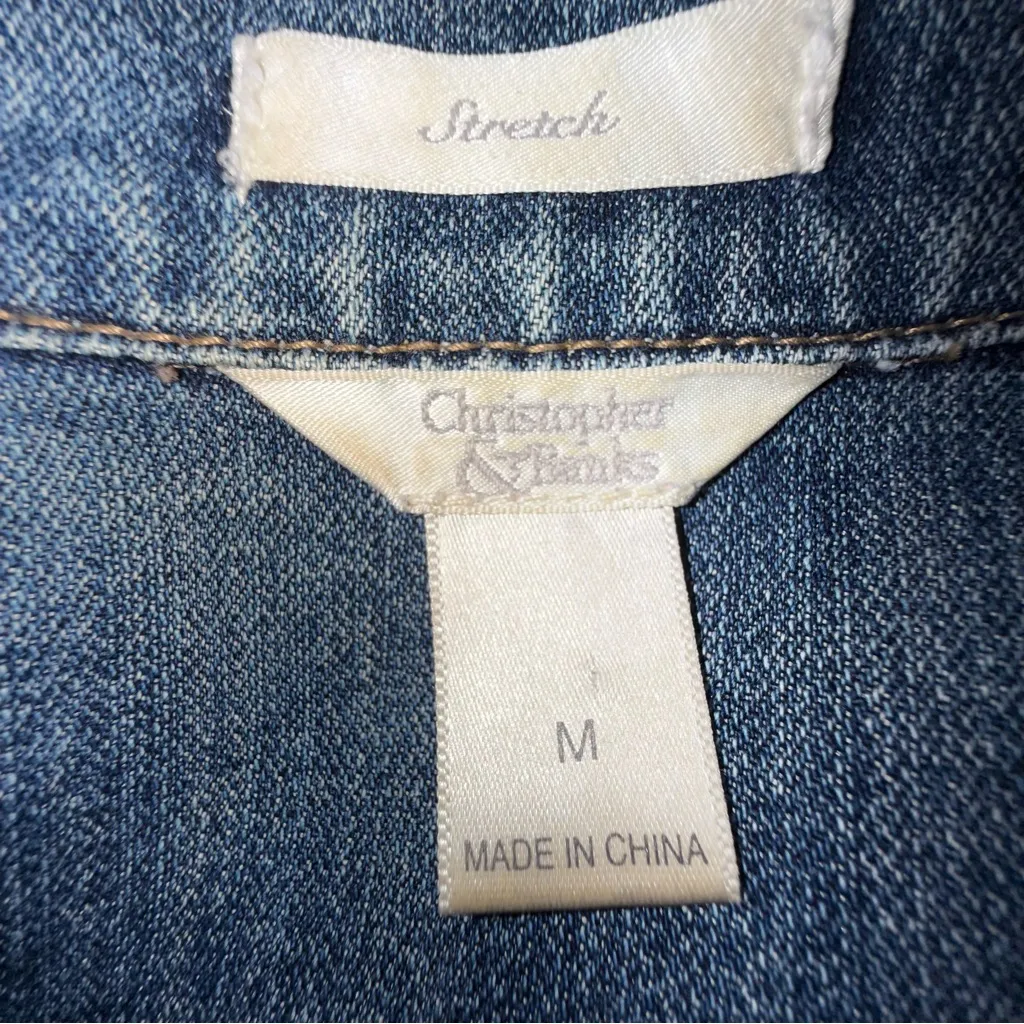 Stretch
Christopher
& Banks
M
MADE IN CHINA